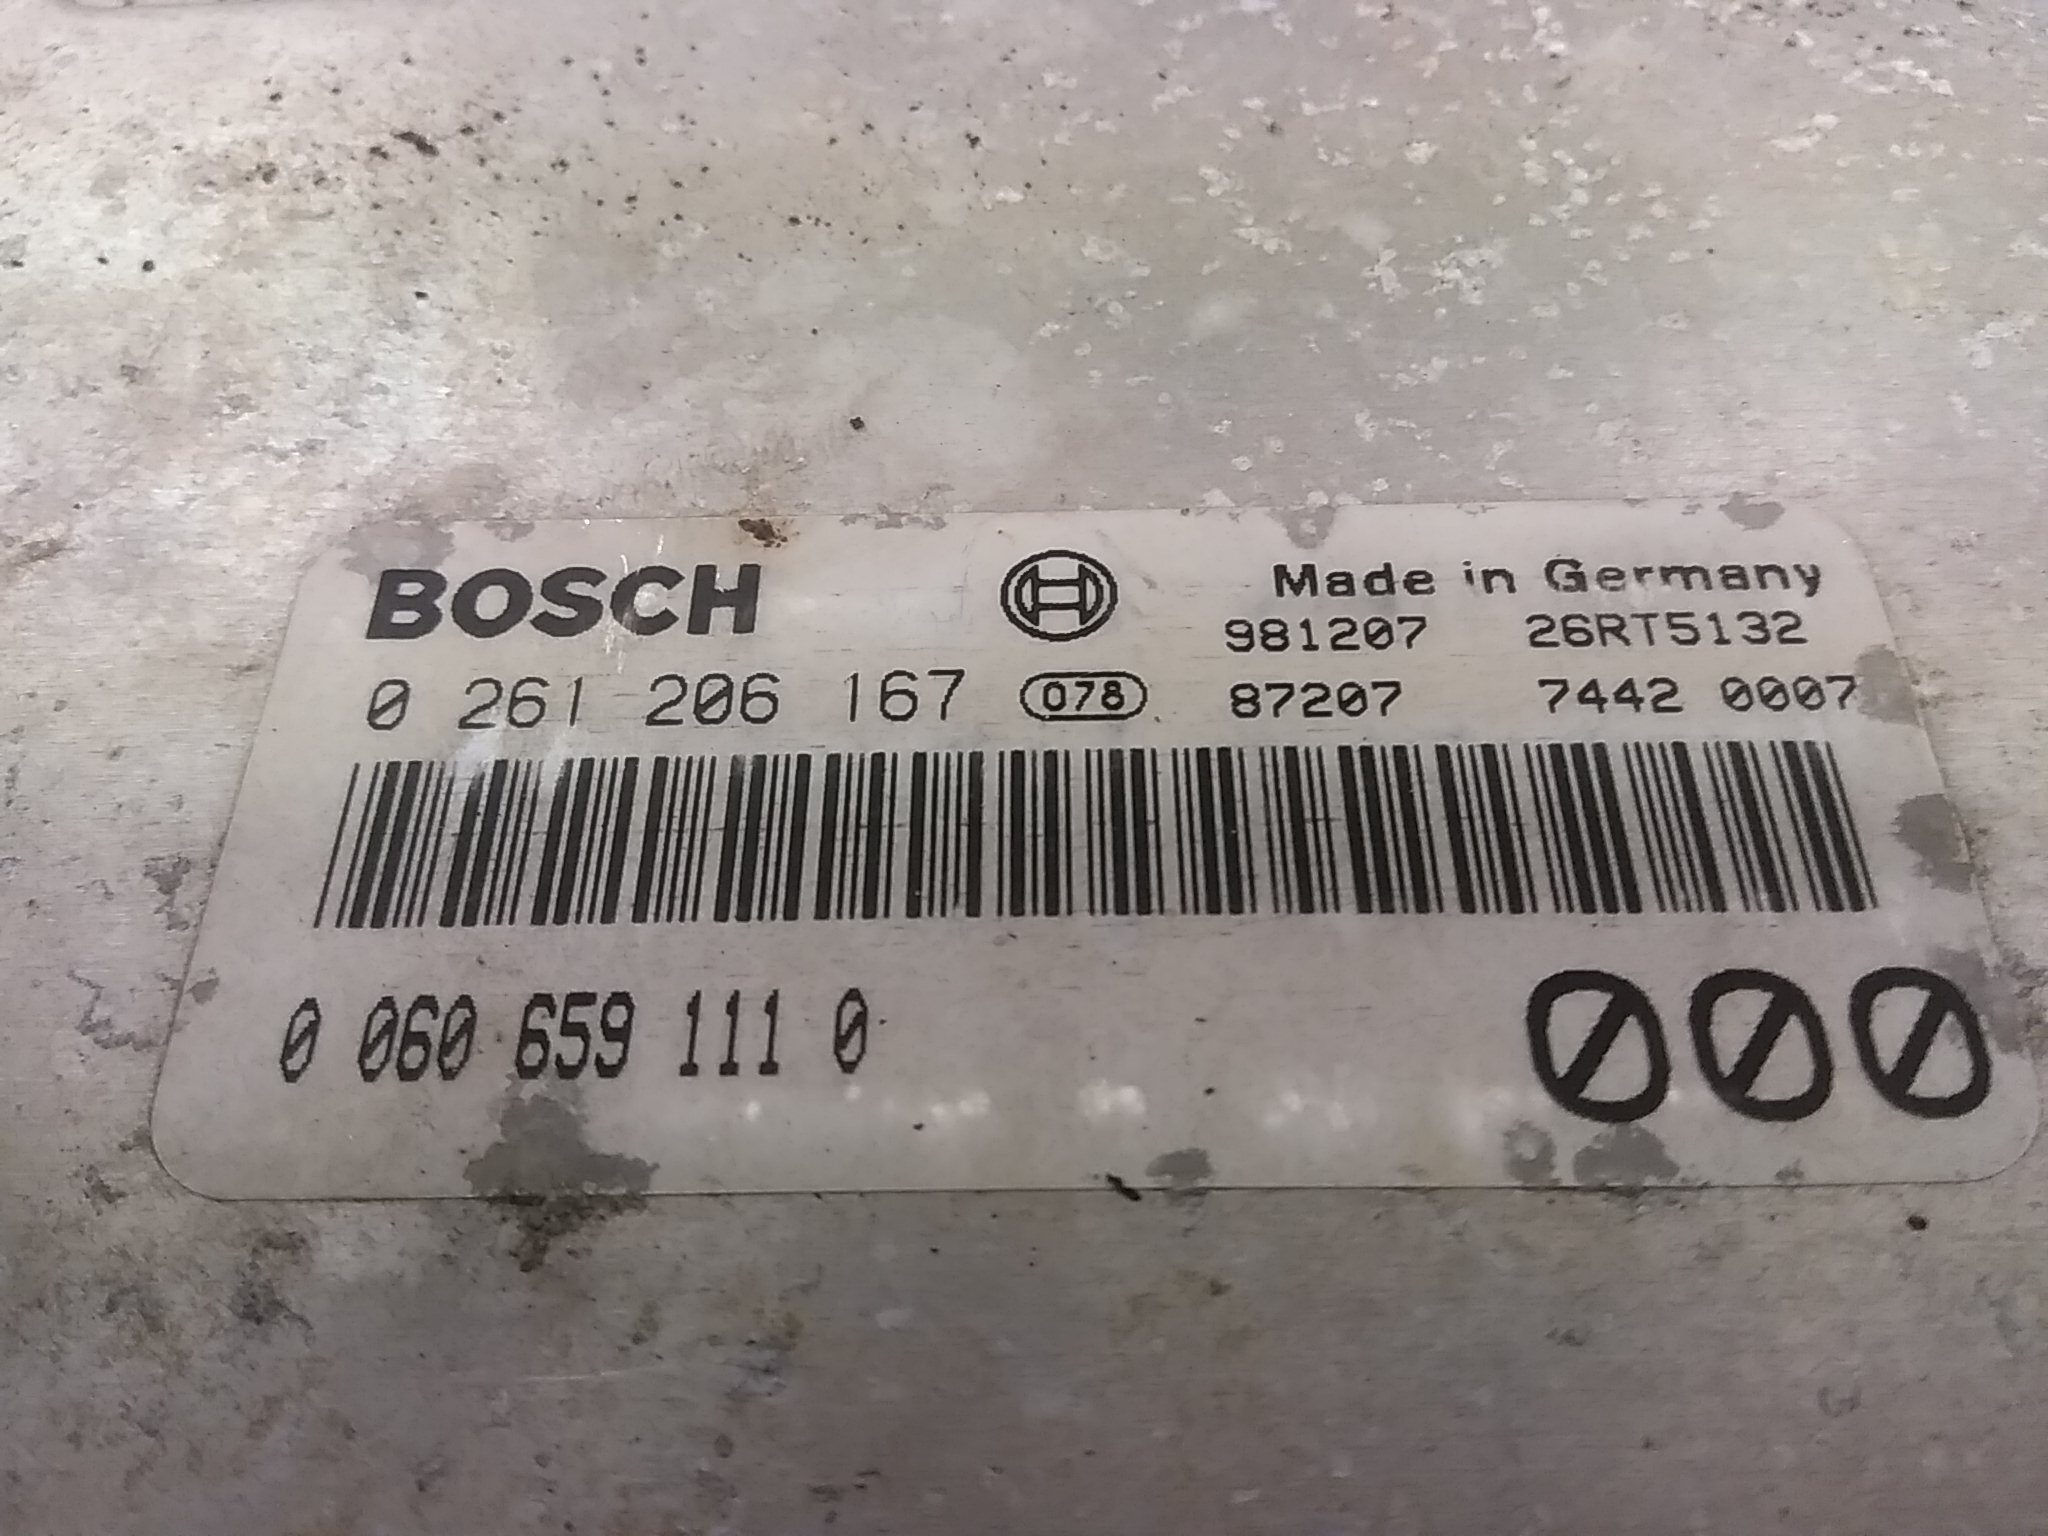 BOSCH
Made in Germany
981207 26RT5132
0 261 206 167 078 87207 7442 0007
0 060 659 111 0 000